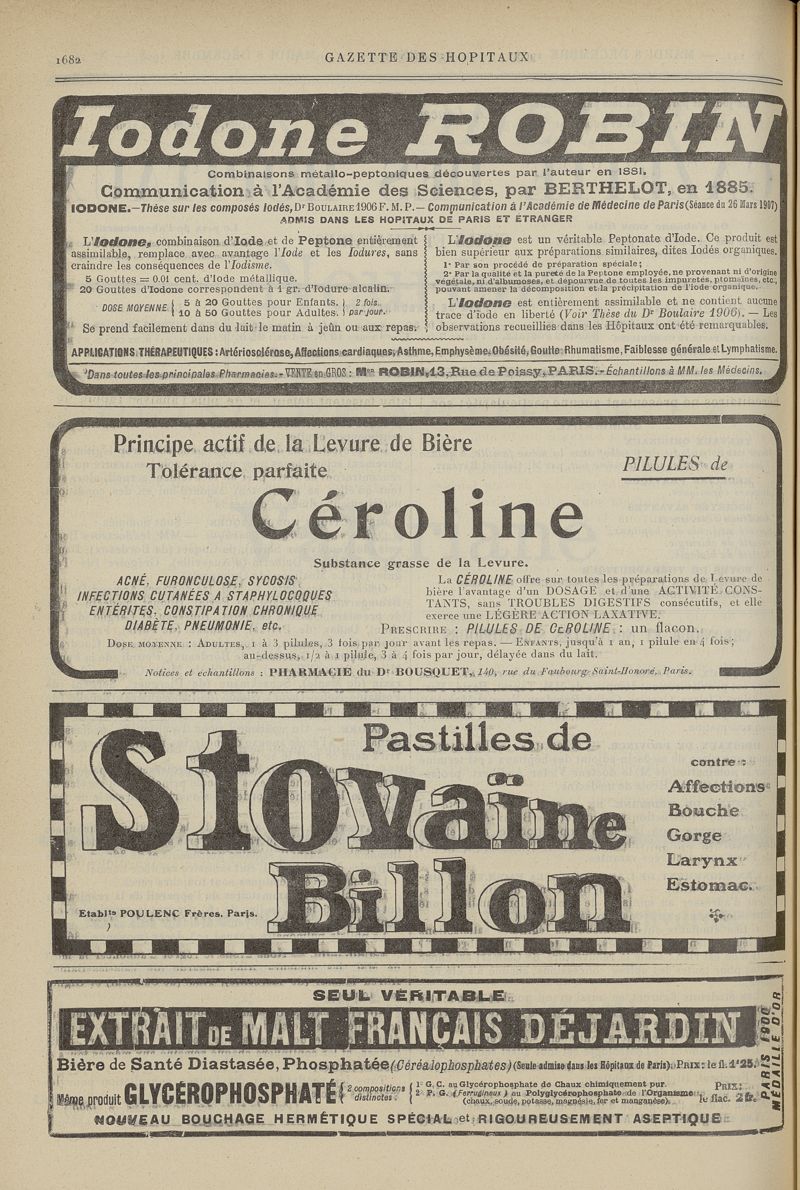 1682
GAZETTE DES HOPITAUX
Iodone ROBIN
Combinaisons métallo-peptoniques découvertes par l'auteur en 1881.
Communication à l'Académie des Sciences, par BERTHELOT, en 1885.
IODONE.—Thèse sur les composés Iodés, Dr BOULAIRE 1906 F. M. P.— Communication à l'Académie de Médecine de Paris (Séance du 26 Mars 1907)
ADMIS DANS LES HOPITAUX DE PARIS ET ÉTRANGER
L'Iodone, combinaison d'Iode et de Peptone entièrement
assimilable, remplace avec avantage l'Iode et les Iodures, sans
craindre les conséquences de l'Iodisme.
5 Gouttes = 0.01 cent. d'Iode métallique.
20 Gouttes d'Iodone correspondent à 1 gr. d'Iodure alcalin.
DOSE MOYENNE { 5 à 20 Gouttes pour Enfants. } 2 fois
10 à 50 Gouttes pour Adultes. } par jour.
Se prend facilement dans du lait le matin à jeûn ou aux repas.
L'Iodone est un véritable Peptonate d'Iode. Ce produit est
bien supérieur aux préparations similaires, dites Iodés organiques.
1º Par son procédé de préparation spéciale;
2º Par la qualité et la pureté de la Peptone employée, ne provenant ni d'origine
végétale, ni d'albumoses, et dépourvue de toutes les impuretés, ptomaïnes, etc.,
pouvant amener la décomposition et la précipitation de l'Iode organique.
L'Iodone est entièrement assimilable et ne contient aucune
trace d'iode en liberté (Voir Thèse du Dr Boulaire 1906). — Les
observations recueillies dans les Hôpitaux ont été remarquables.
APPLICATIONS THÉRAPEUTIQUES : Artériosclérose, Affections cardiaques, Asthme, Emphysème, Obésité, Goutte Rhumatisme, Faiblesse générale et Lymphatisme.
Dans toutes les principales Pharmacies. - VENTE en GROS : Mon ROBIN, 13, Rue de Poissy, PARIS. - Échantillons à MM. les Médecins.
Principe actif de la Levure de Bière
Tolérance parfaite
PILULES de
Céroline
Substance grasse de la Levure.
ACNÉ, FURONCULOSE, SYCOSIS
INFECTIONS CUTANÉES A STAPHYLOCOQUES
ENTÉRITES, CONSTIPATION CHRONIQUE
DIABÈTE, PNEUMONIE, etc.
La CÉROLINE offre sur toutes les préparations de Levure de
bière l'avantage d'un DOSAGE et d'une ACTIVITÉ CONS-
TANTS, sans TROUBLES DIGESTIFS consécutifs, et elle
exerce une LÉGÈRE ACTION LAXATIVE.
PRESCRIRE : PILULES DE CÉROLINE : un flacon.
DOSE MOYENNE : ADULTES, 1 à 3 pilules, 3 fois par jour avant les repas. — ENFANTS, jusqu'à 1 an, 1 pilule en 4 fois;
au-dessus, 1/2 à 1 pilule, 3 à 4 fois par jour, délayée dans du lait.
Notices et echantillons : PHARMACIE du Dr BOUSQUET, 140, rue du Faubourg-Saint-Honoré, Paris.
Pastilles de
Stovaïne
Billon
contre :
Affections
Bouche
Gorge
Larynx
Estomac.
Etablts POULENC Frères. Paris.
SEUL VÉRITABLE
EXTRAIT DE MALT FRANÇAIS DÉJARDIN
Bière de Santé Diastasée, Phosphatée (Céréalophosphates) (Seule admise dans les Hôpitaux de Paris). PRIX : le fl. 1f25.
Même produit GLYCÉROPHOSPHATÉ { 2 compositions distinctes : { 1º G. C. au Glycérophosphate de Chaux chimiquement pur.
2º P. G. (Ferrugineux) au Polyglycérophosphate de l'Organisme
(chaux, soude, potasse, magnésie, fer et manganèse).
PRIX :
le flac. 2 fr.
NOUVEAU BOUCHAGE HERMÉTIQUE SPÉCIAL et RIGOUREUSEMENT ASEPTIQUE
PARIS 1900
MÉDAILLE D'OR